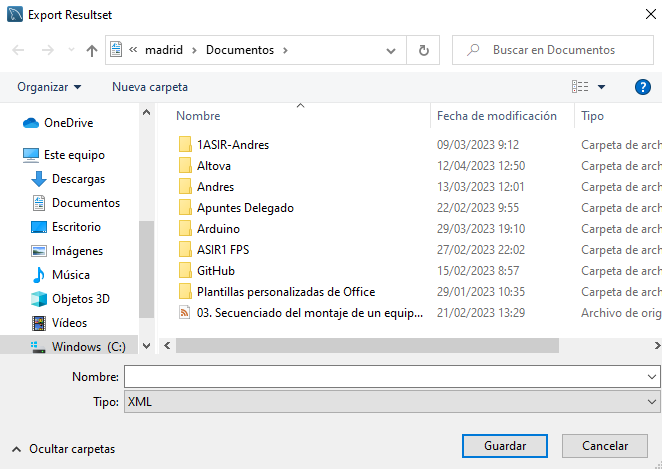 Export Resultset
« madrid > Documentos >
Buscar en Documentos
Organizar
Nueva carpeta
?
OneDrive
Este equipo
Descargas
Documentos
Escritorio
Imágenes
Música
Objetos 3D
Vídeos
Windows (C:)
Nombre Fecha de modificación Tipo
1ASIR-Andres 09/03/2023 9:12 Carpeta de arch
Altova 12/04/2023 12:50 Carpeta de arch
Andres 13/03/2023 12:01 Carpeta de arch
Apuntes Delegado 22/02/2023 9:55 Carpeta de arch
Arduino 29/03/2023 19:10 Carpeta de arch
ASIR1 FPS 27/02/2023 22:02 Carpeta de arch
GitHub 15/02/2023 8:57 Carpeta de arch
Plantillas personalizadas de Office 29/01/2023 10:35 Carpeta de arch
03. Secuenciado del montaje de un equip... 21/02/2023 13:29 Archivo de orig
Nombre:
Tipo: XML
Ocultar carpetas
Guardar
Cancelar